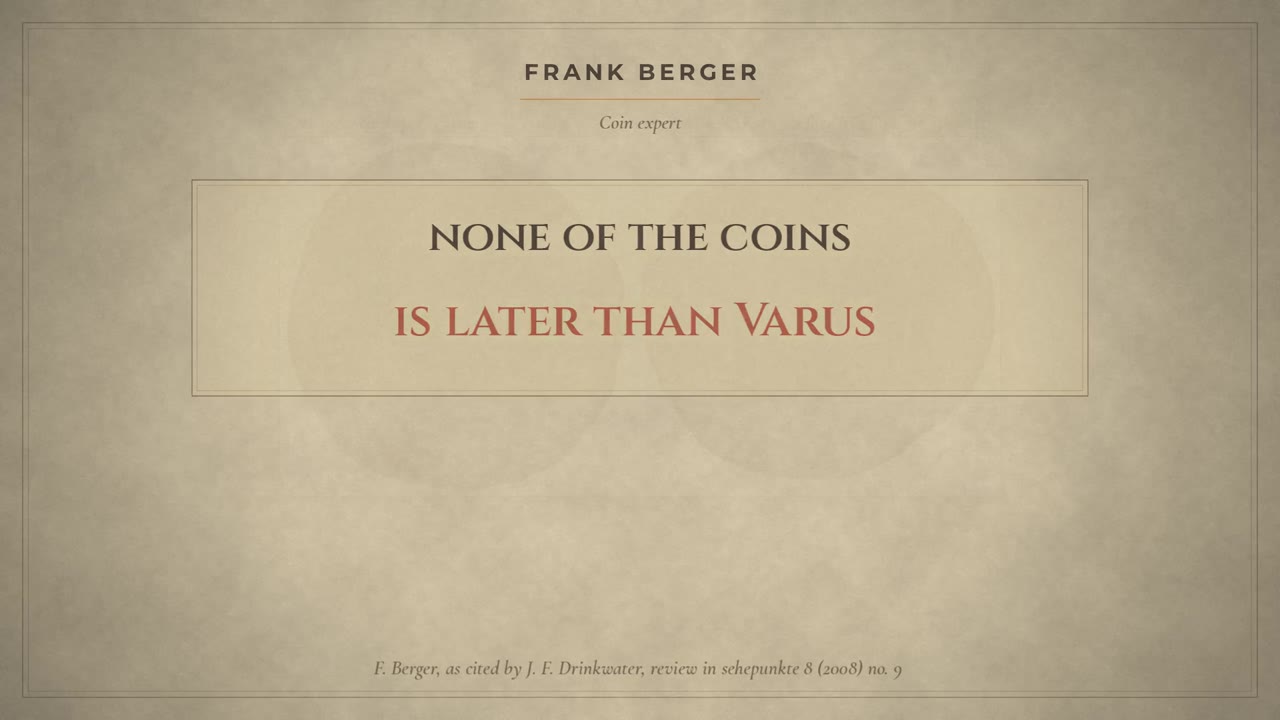 FRANK BERGER
Coin expert
NONE OF THE COINS
IS LATER THAN VARUS
F. Berger, as cited by J. F. Drinkwater, review in sehepunkte 8 (2008) no. 9